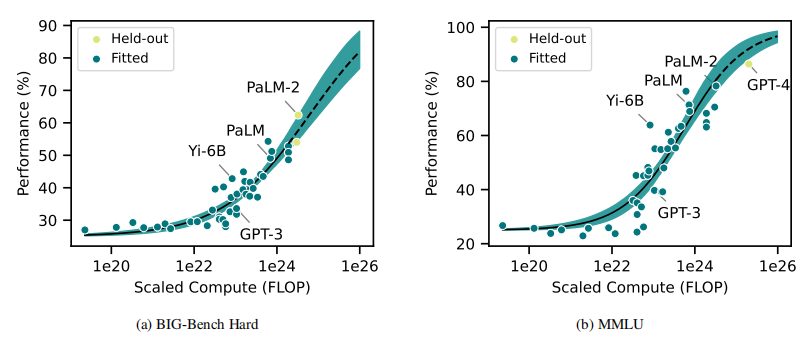 Held-out
Fitted
PaLM-2
PaLM
Yi-6B
GPT-3
90
80
70
60
50
40
30
Performance (%)
1e20
1e22
1e24
1e26
Scaled Compute (FLOP)
(a) BIG-Bench Hard
Held-out
Fitted
PaLM-2
PaLM
GPT-4
Yi-6B
GPT-3
100
80
60
40
20
Performance (%)
1e20
1e22
1e24
1e26
Scaled Compute (FLOP)
(b) MMLU